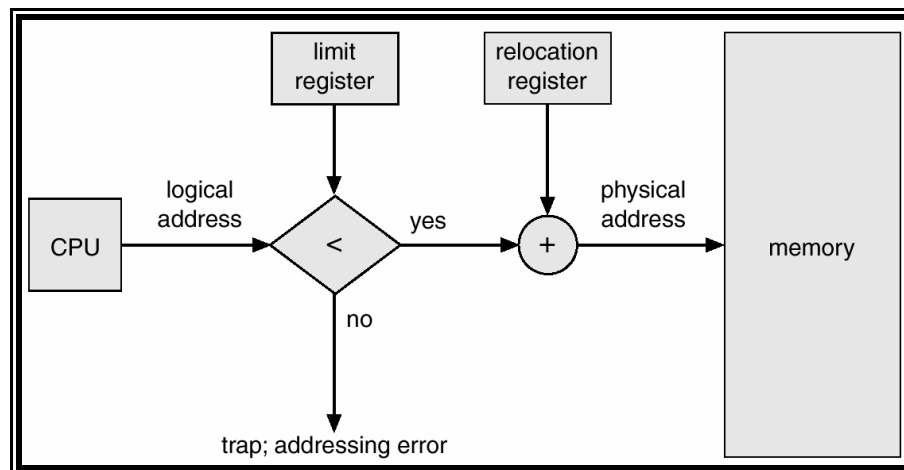 limit
register
relocation
register
logical
address
physical
address
CPU
<
yes
+
memory
no
trap; addressing error